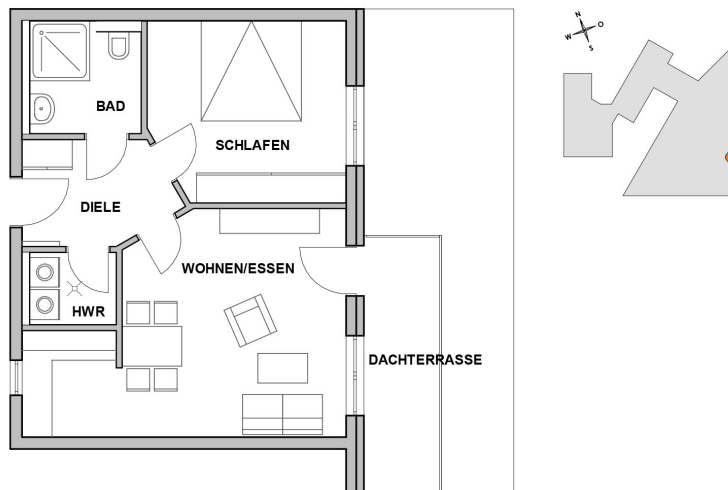 N
O
W
S
BAD
SCHLAFEN
DIELE
WOHNEN/ESSEN
HWR
DACHTERRASSE